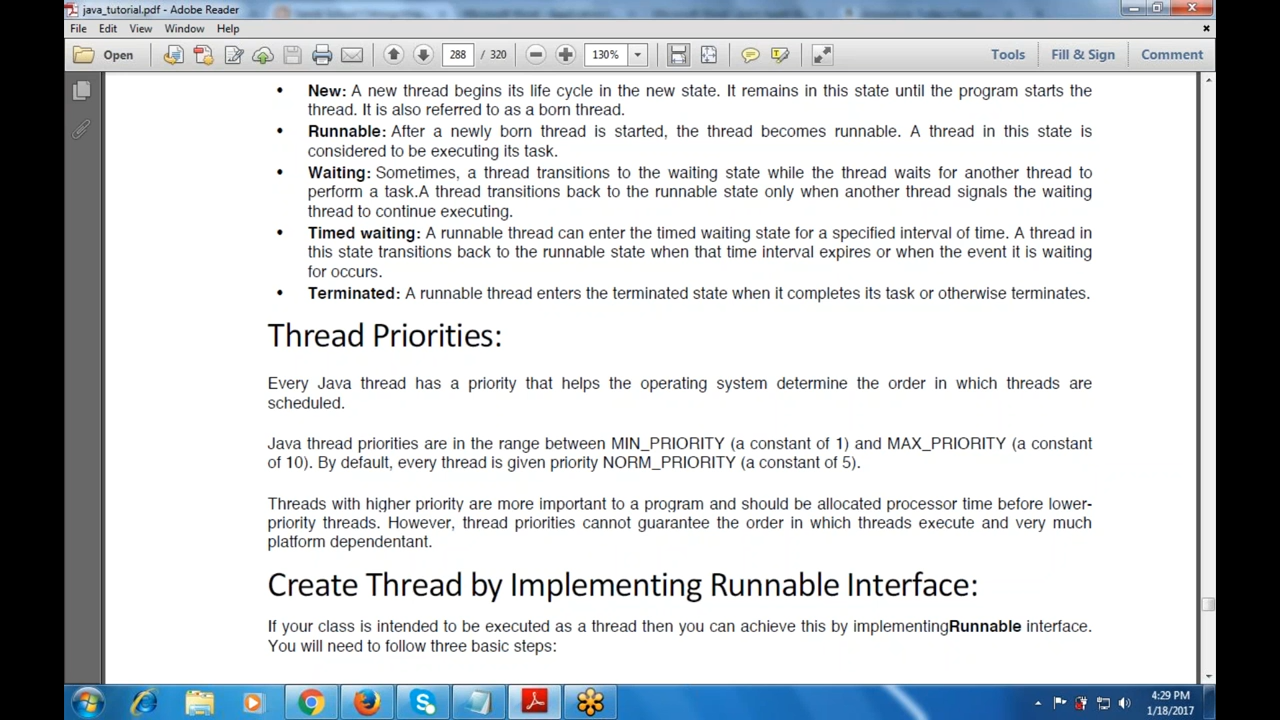 java_tutorial.pdf - Adobe Reader
File Edit View Window Help
Open 288 / 320 130% Tools Fill & Sign Comment
• New: A new thread begins its life cycle in the new state. It remains in this state until the program starts the
thread. It is also referred to as a born thread.
• Runnable: After a newly born thread is started, the thread becomes runnable. A thread in this state is
considered to be executing its task.
• Waiting: Sometimes, a thread transitions to the waiting state while the thread waits for another thread to
perform a task.A thread transitions back to the runnable state only when another thread signals the waiting
thread to continue executing.
• Timed waiting: A runnable thread can enter the timed waiting state for a specified interval of time. A thread in
this state transitions back to the runnable state when that time interval expires or when the event it is waiting
for occurs.
• Terminated: A runnable thread enters the terminated state when it completes its task or otherwise terminates.
Thread Priorities:
Every Java thread has a priority that helps the operating system determine the order in which threads are
scheduled.
Java thread priorities are in the range between MIN_PRIORITY (a constant of 1) and MAX_PRIORITY (a constant
of 10). By default, every thread is given priority NORM_PRIORITY (a constant of 5).
Threads with higher priority are more important to a program and should be allocated processor time before lower-
priority threads. However, thread priorities cannot guarantee the order in which threads execute and very much
platform dependentant.
Create Thread by Implementing Runnable Interface:
If your class is intended to be executed as a thread then you can achieve this by implementingRunnable interface.
You will need to follow three basic steps:
4:29 PM
1/18/2017